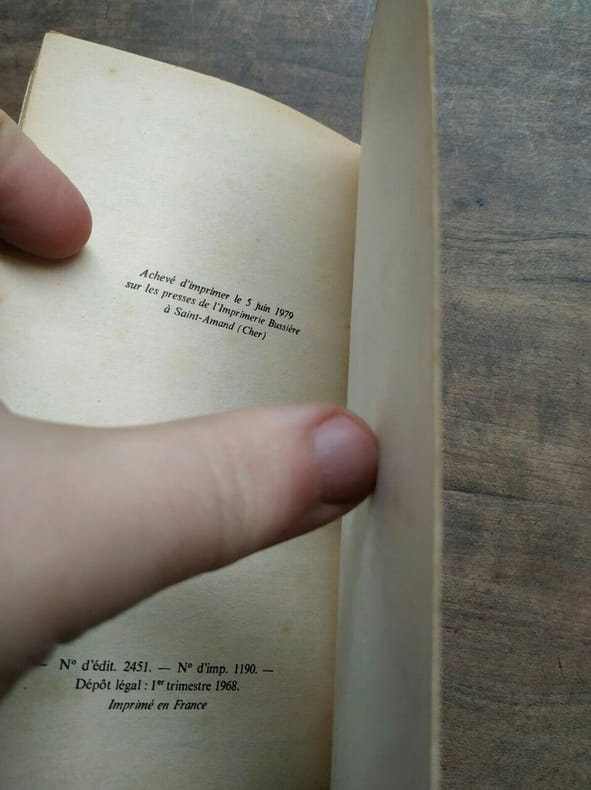 Achevé d'imprimer le 5 juin 1979
sur les presses de l'Imprimerie Bussière
à Saint-Amand (Cher)
— N° d'édit. 2451. — N° d'imp. 1190. —
Dépôt légal : 1er trimestre 1968.
Imprimé en France